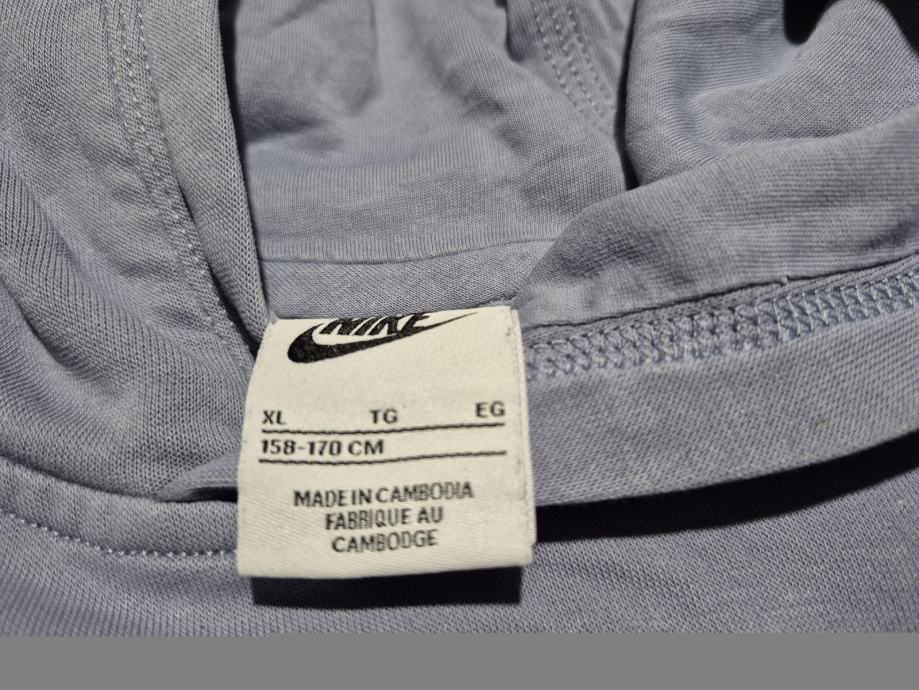 NIKE
XL TG EG
158-170 CM
MADE IN CAMBODIA
FABRIQUE AU
CAMBODGE